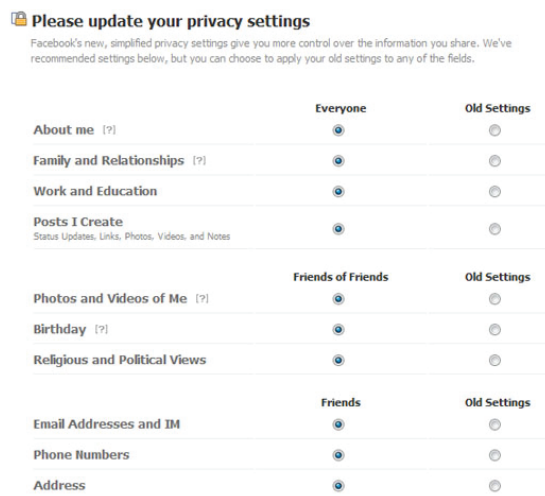 Please update your privacy settings
Facebook's new, simplified privacy settings give you more control over the information you share. We've
recommended settings below, but you can choose to apply your old settings to any of the fields.
Everyone Old Settings
About me [?]
Family and Relationships [?]
Work and Education
Posts I Create
Status Updates, Links, Photos, Videos, and Notes
Friends of Friends Old Settings
Photos and Videos of Me [?]
Birthday [?]
Religious and Political Views
Friends Old Settings
Email Addresses and IM
Phone Numbers
Address